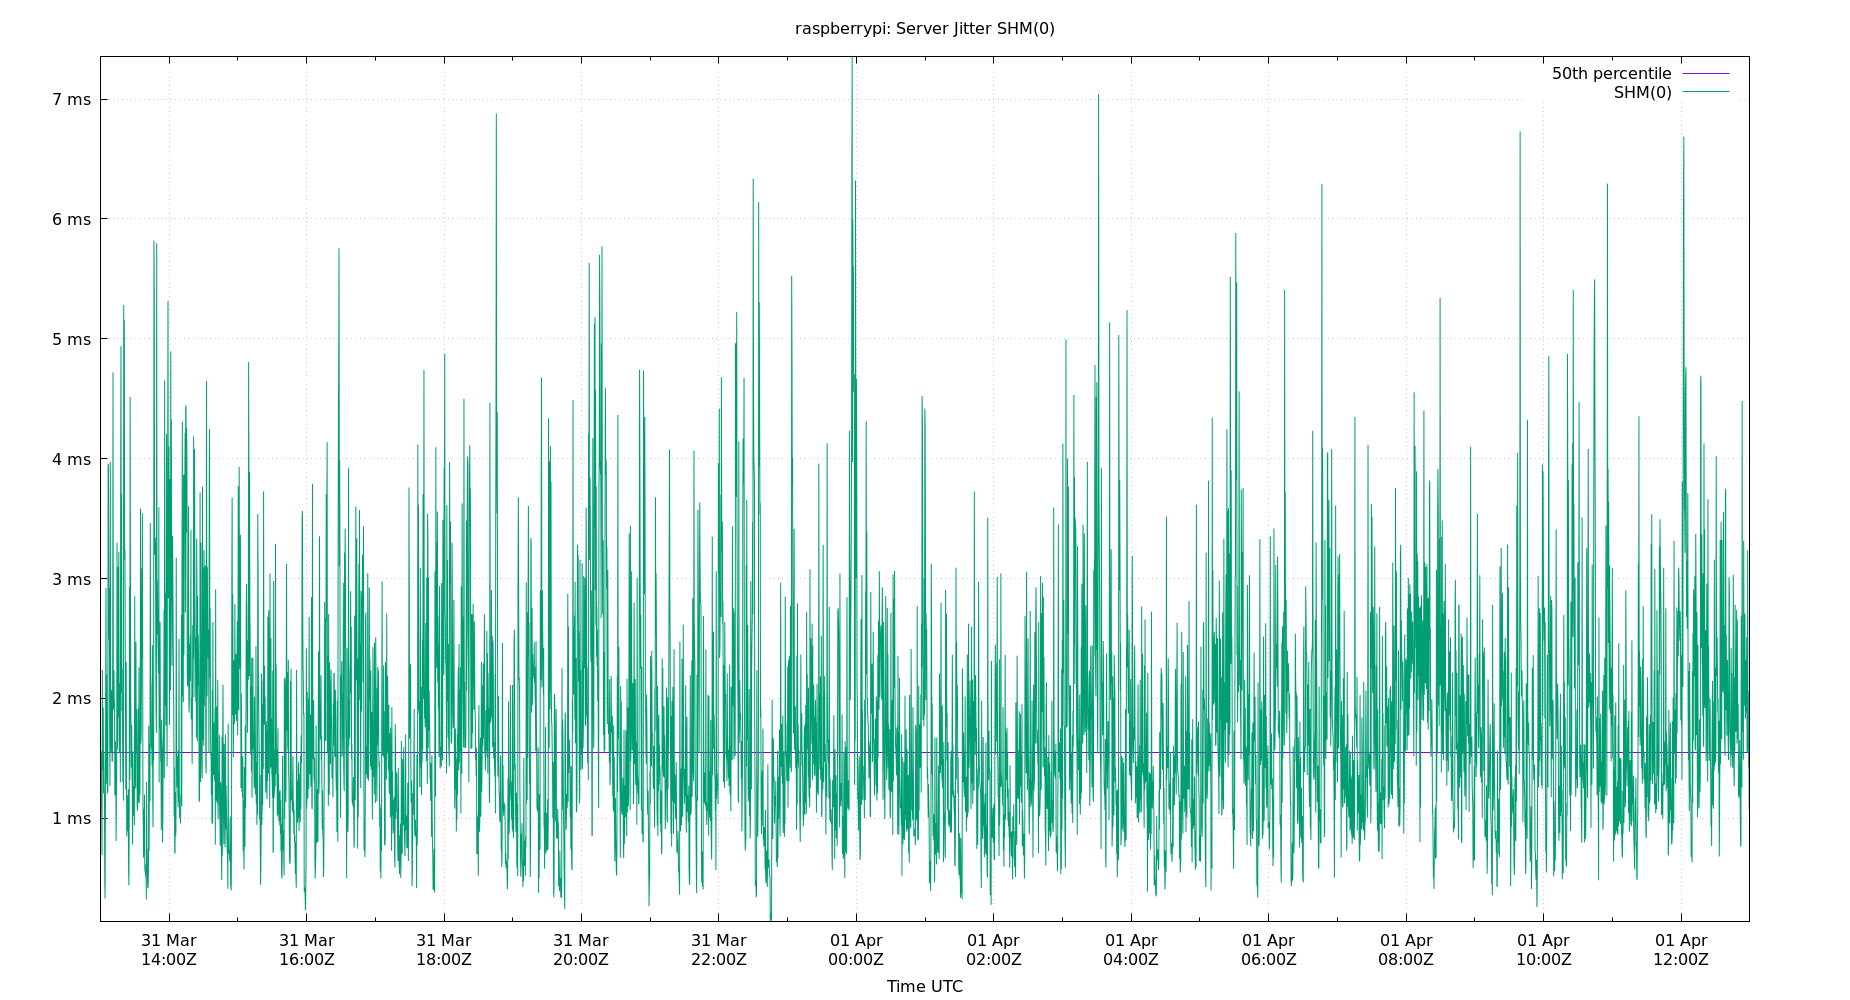 raspberrypi: Server Jitter SHM(0)
50th percentile
SHM(0)
7 ms
6 ms
5 ms
4 ms
3 ms
2 ms
1 ms
31 Mar 31 Mar 31 Mar 31 Mar 31 Mar 01 Apr 01 Apr 01 Apr 01 Apr 01 Apr 01 Apr 01 Apr
14:00Z 16:00Z 18:00Z 20:00Z 22:00Z 00:00Z 02:00Z 04:00Z 06:00Z 08:00Z 10:00Z 12:00Z
Time UTC